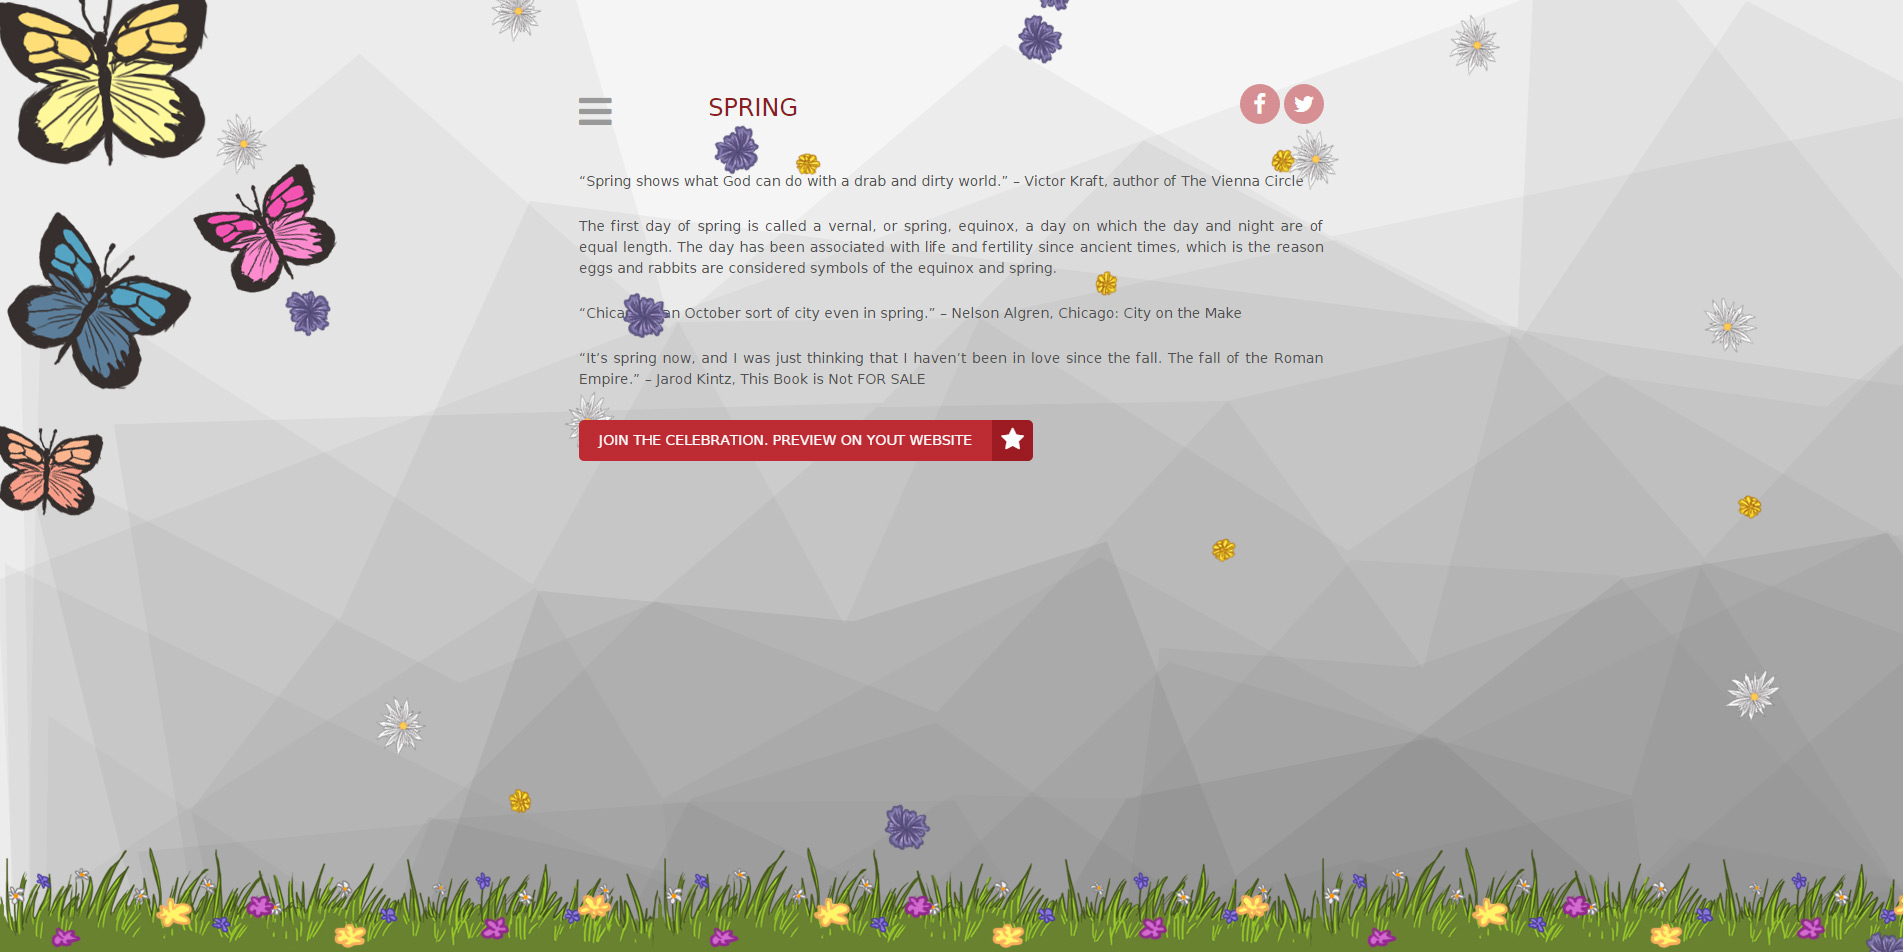 SPRING
“Spring shows what God can do with a drab and dirty world.” – Victor Kraft, author of The Vienna Circle
The first day of spring is called a vernal, or spring, equinox, a day on which the day and night are of
equal length. The day has been associated with life and fertility since ancient times, which is the reason
eggs and rabbits are considered symbols of the equinox and spring.
an October sort of city even in spring.” – Nelson Algren, Chicago: City on the Make
“It’s spring now, and I was just thinking that I haven’t been in love since the fall. The fall of the Roman
Empire.” – Jarod Kintz, This Book is Not FOR SALE
JOIN THE CELEBRATION. PREVIEW ON YOUT WEBSITE